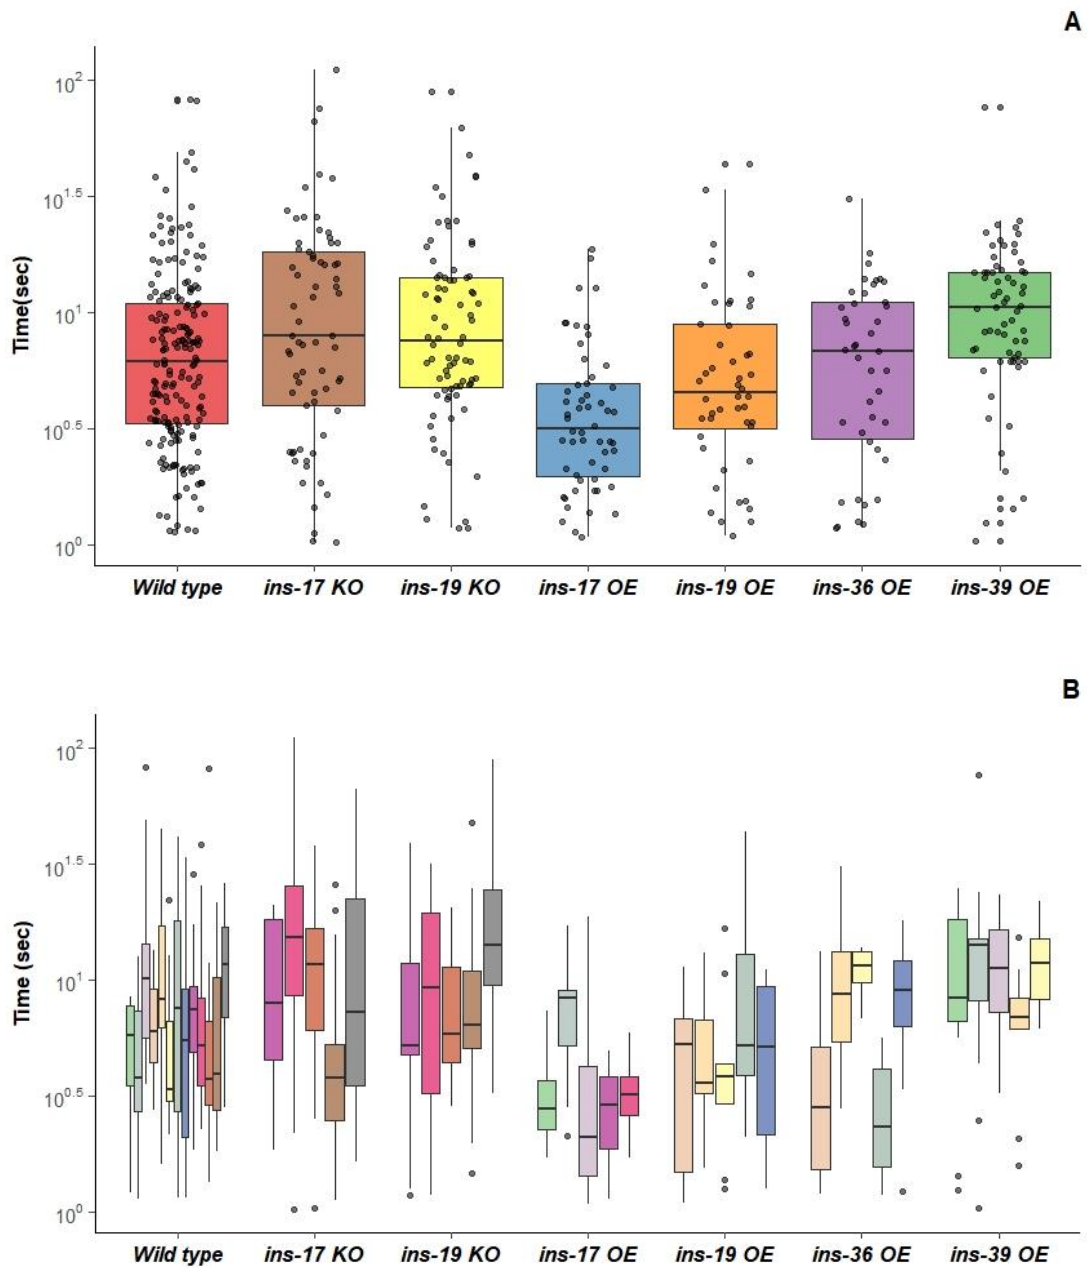 A
10^2
10^1.5
10^1
10^0.5
10^0
Time(sec)
Wild type ins-17 KO ins-19 KO ins-17 OE ins-19 OE ins-36 OE ins-39 OE
B
10^2
10^1.5
10^1
10^0.5
10^0
Time (sec)
Wild type ins-17 KO ins-19 KO ins-17 OE ins-19 OE ins-36 OE ins-39 OE